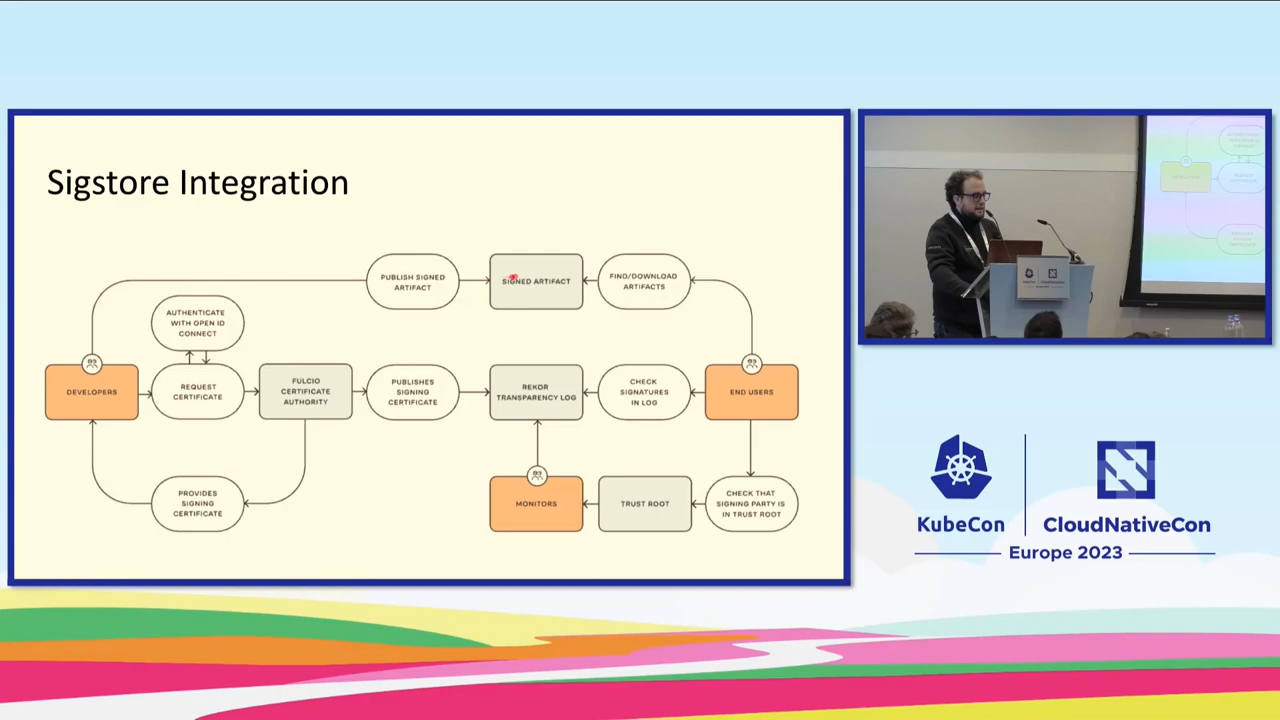 Sigstore Integration
PUBLISH SIGNED
ARTIFACT
SIGNED ARTIFACT
FIND/DOWNLOAD
ARTIFACTS
AUTHENTICATE
WITH OPEN ID
CONNECT
DEVELOPERS
REQUEST
CERTIFICATE
FULCIO
CERTIFICATE
AUTHORITY
PUBLISHES
SIGNING
CERTIFICATE
REKOR
TRANSPARENCY LOG
CHECK
SIGNATURES
IN LOG
END USERS
PROVIDES
SIGNING
CERTIFICATE
MONITORS
TRUST ROOT
CHECK THAT
SIGNING PARTY IS
IN TRUST ROOT
KubeCon
CloudNativeCon
Europe 2023